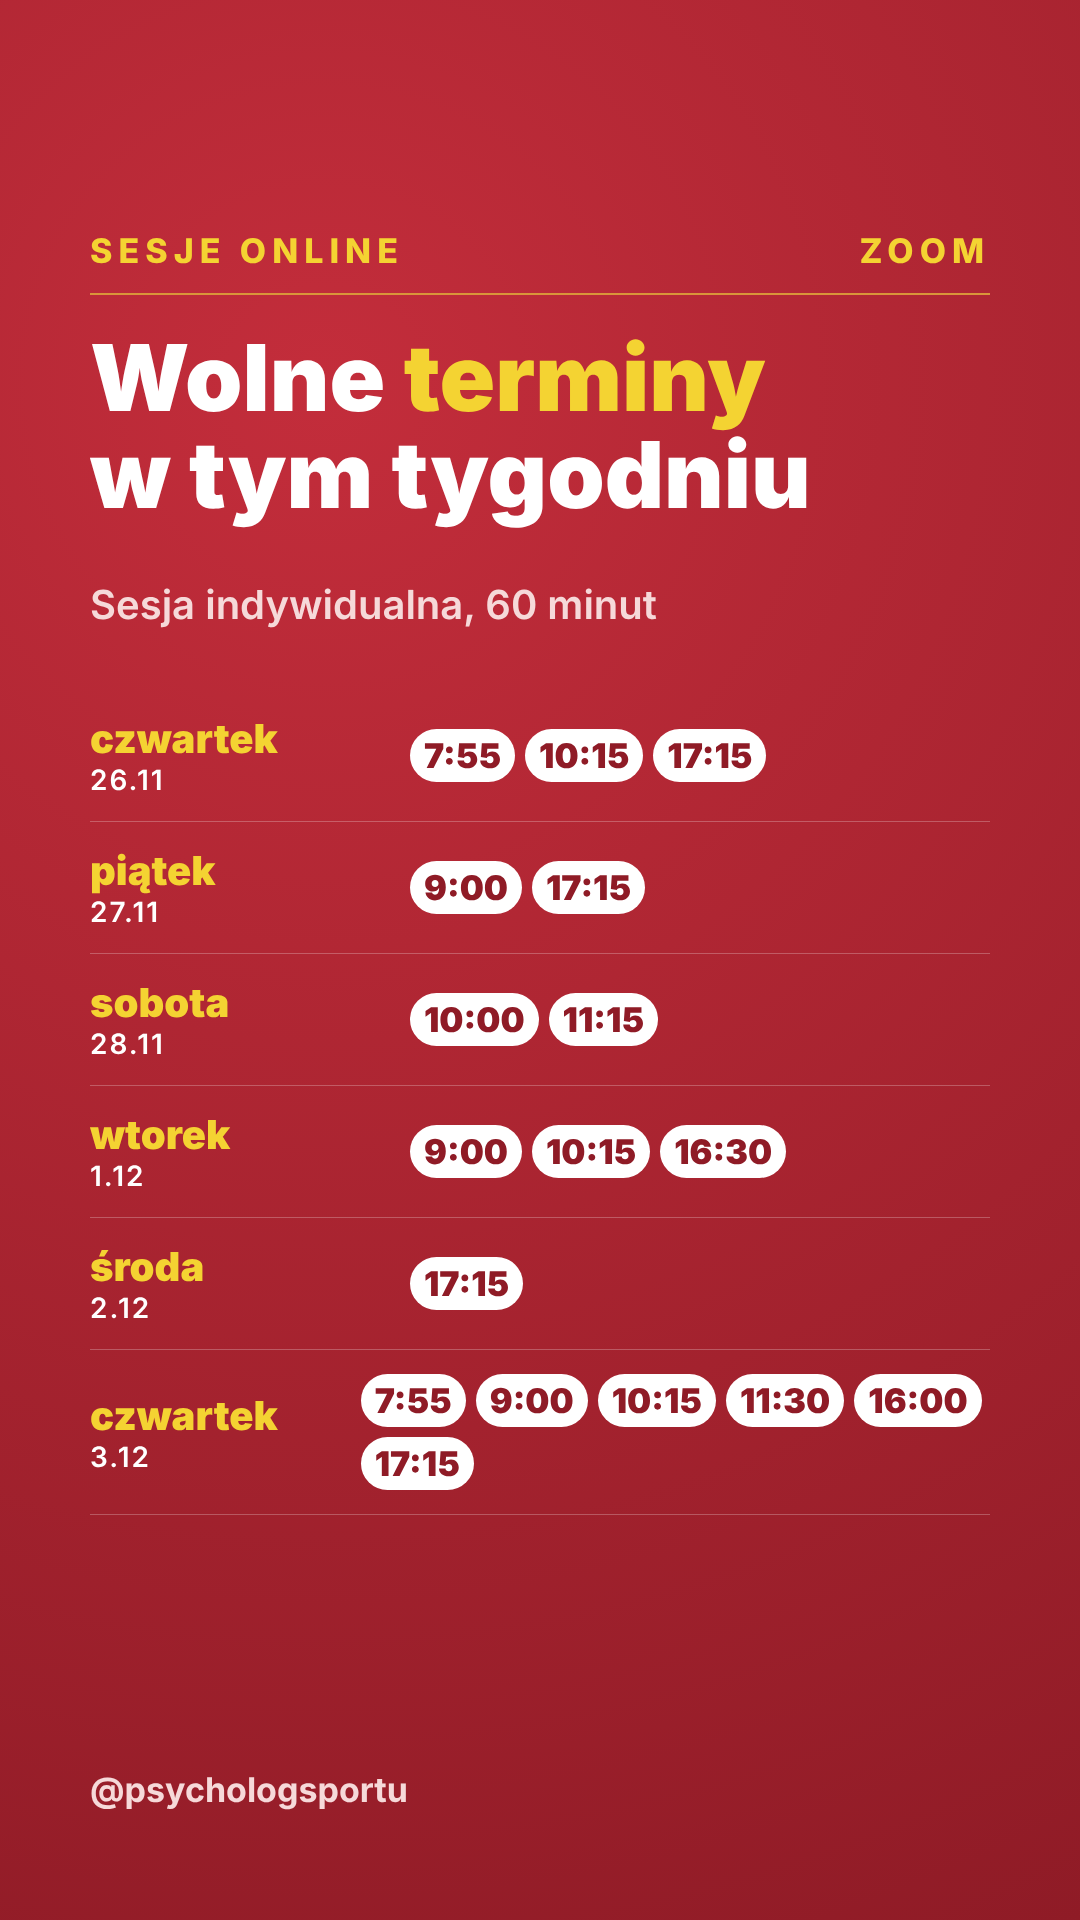 SESJE ONLINE ZOOM
Wolne terminy
w tym tygodniu
Sesja indywidualna, 60 minut
czwartek
26.11
7:55 10:15 17:15
piątek
27.11
9:00 17:15
sobota
28.11
10:00 11:15
wtorek
1.12
9:00 10:15 16:30
środa
2.12
17:15
czwartek
3.12
7:55 9:00 10:15 11:30 16:00
17:15
@psychologsportu